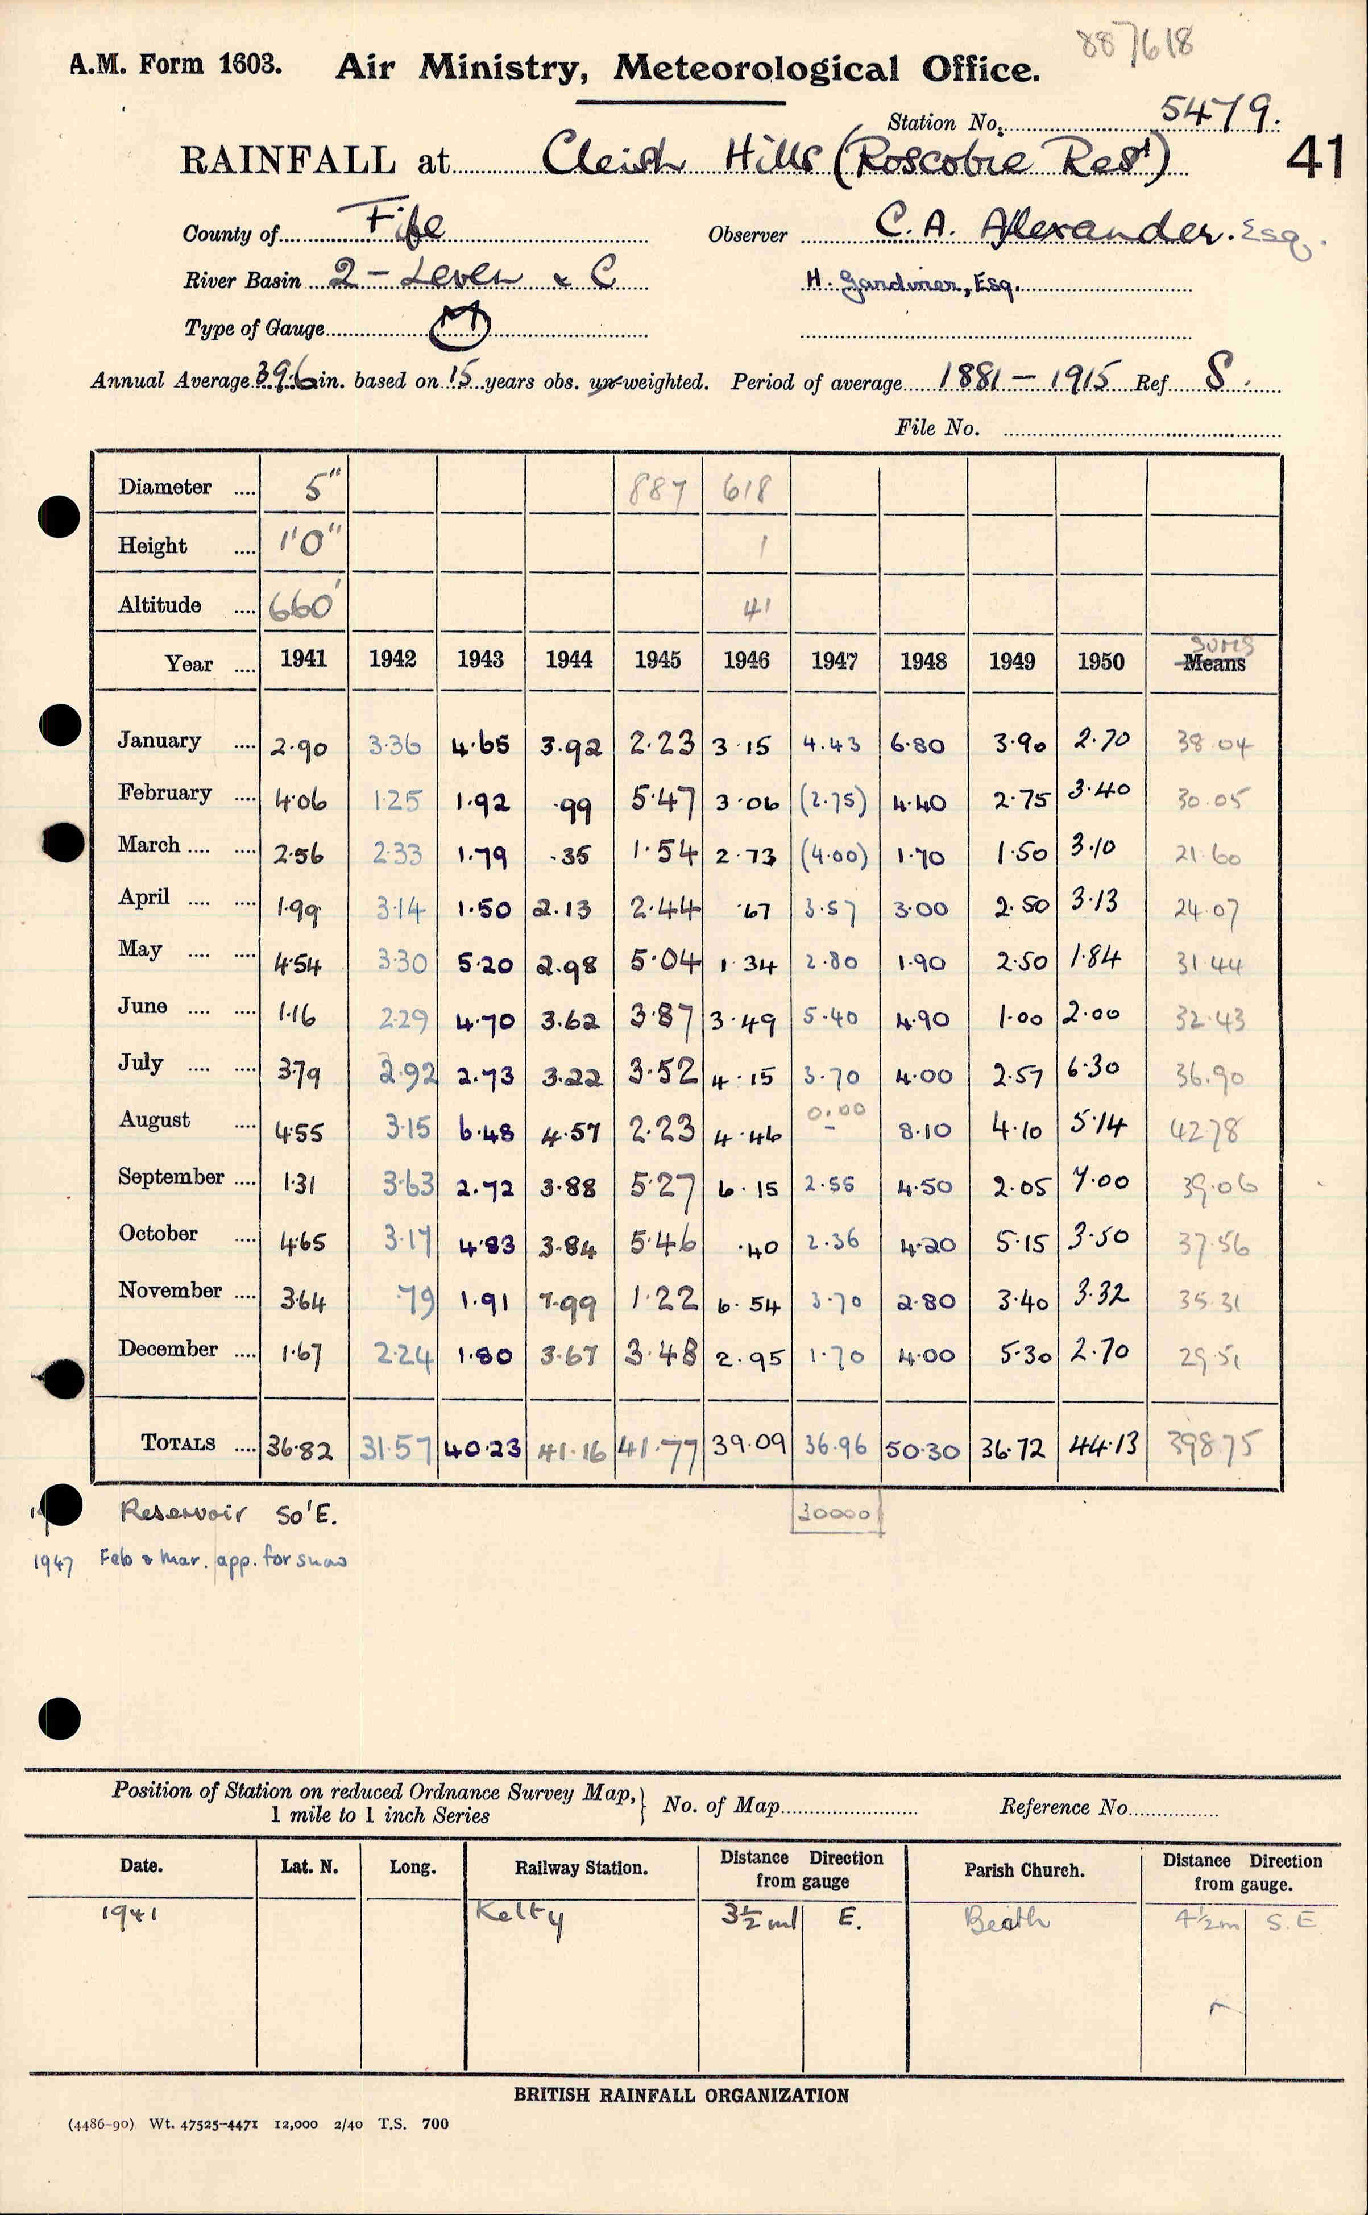 887618
A.M. Form 1603. Air Ministry, Meteorological Office.
Station No. 5479.
RAINFALL at Cleish Hills (Roscobie Resr) 41
County of Fife Observer C. A. Alexander. Esq.
River Basin 2 - Leven & C H. Gardiner, Esq.
Type of Gauge M
Annual Average 39.6 in. based on 15 years obs. un-weighted. Period of average 1881 - 1915 Ref S.
File No.
Diameter .... 5" 887 618
Height .... 1'0" 1
Altitude .... 660' 41
Year .... 1941 1942 1943 1944 1945 1946 1947 1948 1949 1950 Means SUMS
January .... 2.90 3.36 4.65 3.92 2.23 3.15 4.43 6.80 3.90 2.70 38.04
February .... 4.06 1.25 1.92 .99 5.47 3.06 (2.75) 4.40 2.75 3.40 30.05
March .... .... 2.56 2.33 1.79 .35 1.54 2.73 (4.00) 1.70 1.50 3.10 21.60
April .... .... 1.99 3.14 1.50 2.13 2.44 .67 3.57 3.00 2.50 3.13 24.07
May .... .... 4.54 3.30 5.20 2.98 5.04 1.34 2.80 1.90 2.50 1.84 31.44
June .... .... 1.16 2.29 4.70 3.62 3.87 3.49 5.40 4.90 1.00 2.00 32.43
July .... .... 3.79 2.92 2.73 3.22 3.52 4.15 3.70 4.00 2.57 6.30 36.90
August .... 4.55 3.15 6.48 4.57 2.23 4.46 0.00 – 8.10 4.10 5.14 42.78
September .... 1.31 3.63 2.72 3.88 5.27 6.15 2.55 4.50 2.05 7.00 39.06
October .... 4.65 3.17 4.83 3.84 5.46 .40 2.36 4.20 5.15 3.50 37.56
November .... 3.64 .79 1.91 7.99 1.22 6.54 3.70 2.80 3.40 3.32 35.31
December .... 1.67 2.24 1.80 3.67 3.48 2.95 1.70 4.00 5.30 2.70 29.51
TOTALS .... 36.82 31.57 40.23 41.16 41.77 39.09 36.96 50.30 36.72 44.13 398.75
Reservoir 50' E. 30000
1947 Feb & Mar. app. for snow
Position of Station on reduced Ordnance Survey Map, } No. of Map Reference No.
1 mile to 1 inch Series
Date. Lat. N. Long. Railway Station. Distance Direction from gauge Parish Church. Distance Direction from gauge.
1941 Kelty 3½ ml E. Beath 4½ m S.E
BRITISH RAINFALL ORGANIZATION
(4486-90) Wt. 47525-4471 12,000 2/40 T.S. 700